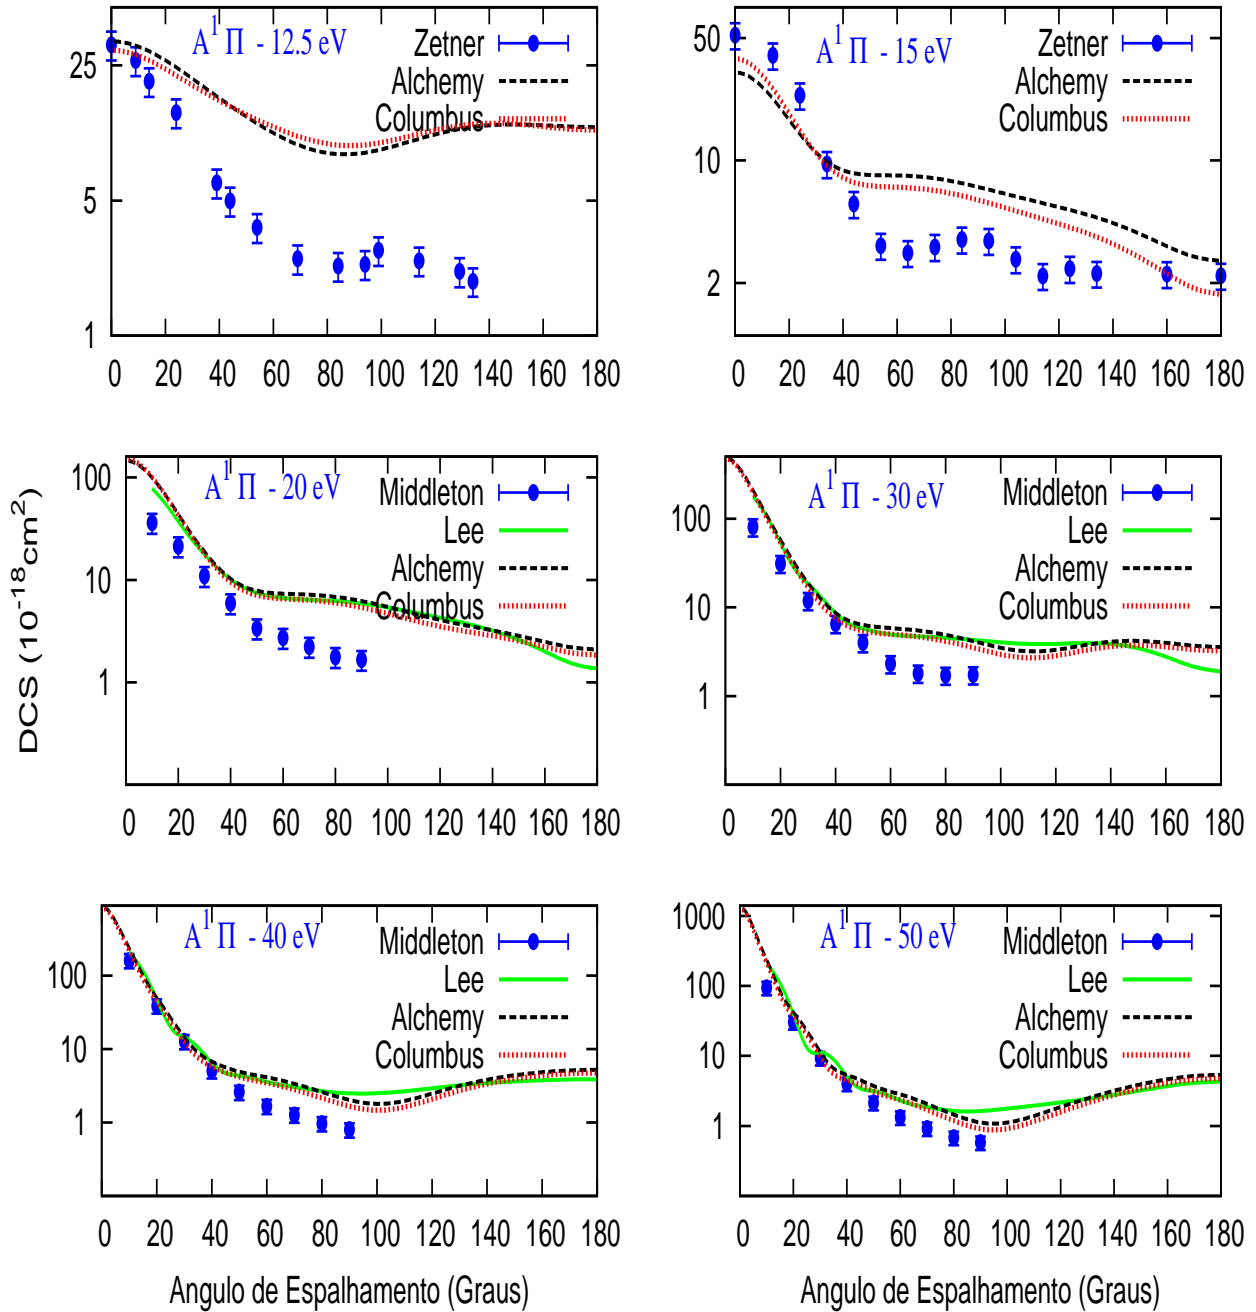 A¹Π - 12.5 eV
Zetner
Alchemy
Columbus
25
5
1
0 20 40 60 80 100 120 140 160 180
A¹Π - 15 eV
Zetner
Alchemy
Columbus
50
10
2
0 20 40 60 80 100 120 140 160 180
DCS (10⁻¹⁸cm²)
A¹Π - 20 eV
Middleton
Lee
Alchemy
Columbus
100
10
1
0 20 40 60 80 100 120 140 160 180
A¹Π - 30 eV
Middleton
Lee
Alchemy
Columbus
100
10
1
0 20 40 60 80 100 120 140 160 180
A¹Π - 40 eV
Middleton
Lee
Alchemy
Columbus
100
10
1
0 20 40 60 80 100 120 140 160 180
Angulo de Espalhamento (Graus)
A¹Π - 50 eV
Middleton
Lee
Alchemy
Columbus
1000
100
10
1
0 20 40 60 80 100 120 140 160 180
Angulo de Espalhamento (Graus)